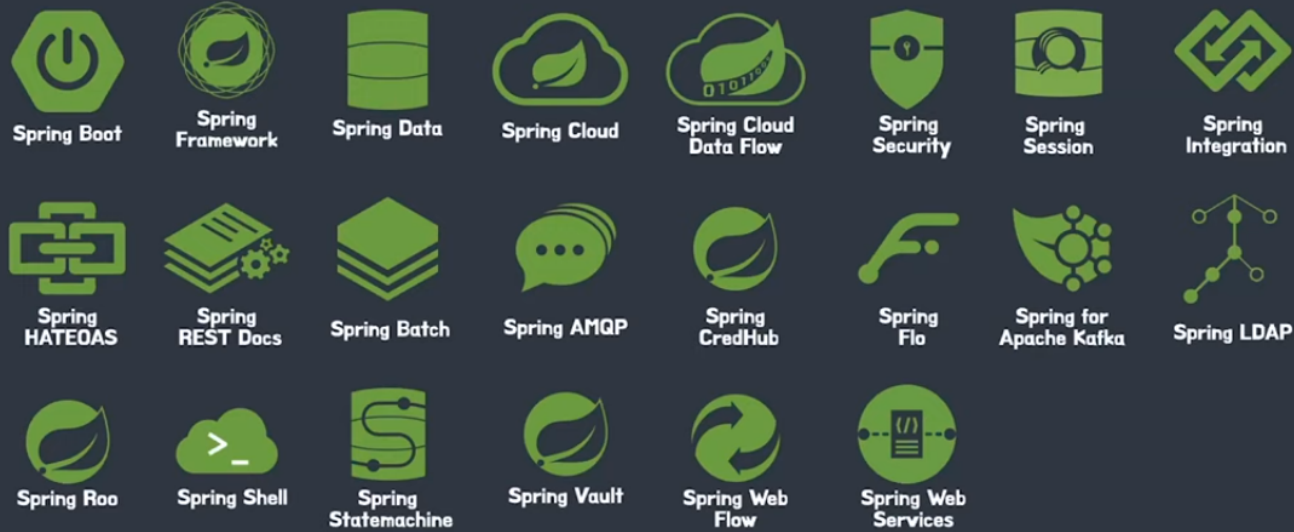 Spring Boot
Spring
Framework
Spring Data
Spring Cloud
Spring Cloud
Data Flow
010110001
Spring
Security
Spring
Session
Spring
Integration
Spring
HATEOAS
Spring
REST Docs
Spring Batch
Spring AMQP
Spring
CredHub
Spring
Flo
Spring for
Apache Kafka
Spring LDAP
Spring Roo
>_
Spring Shell
Spring
Statemachine
Spring Vault
Spring Web
Flow
</>
Spring Web
Services